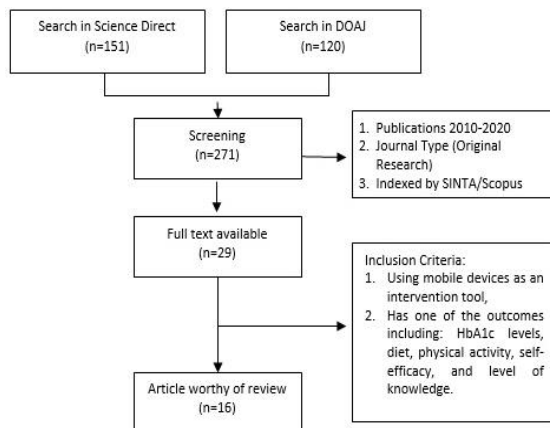 Search in Science Direct
(n=151)
Search in DOAJ
(n=120)
Screening
(n=271)
1. Publications 2010-2020
2. Journal Type (Original
Research)
3. Indexed by SINTA/Scopus
Full text available
(n=29)
Inclusion Criteria:
1. Using mobile devices as an
intervention tool,
2. Has one of the outcomes
including: HbA1c levels,
diet, physical activity, self-
efficacy, and level of
knowledge.
Article worthy of review
(n=16)